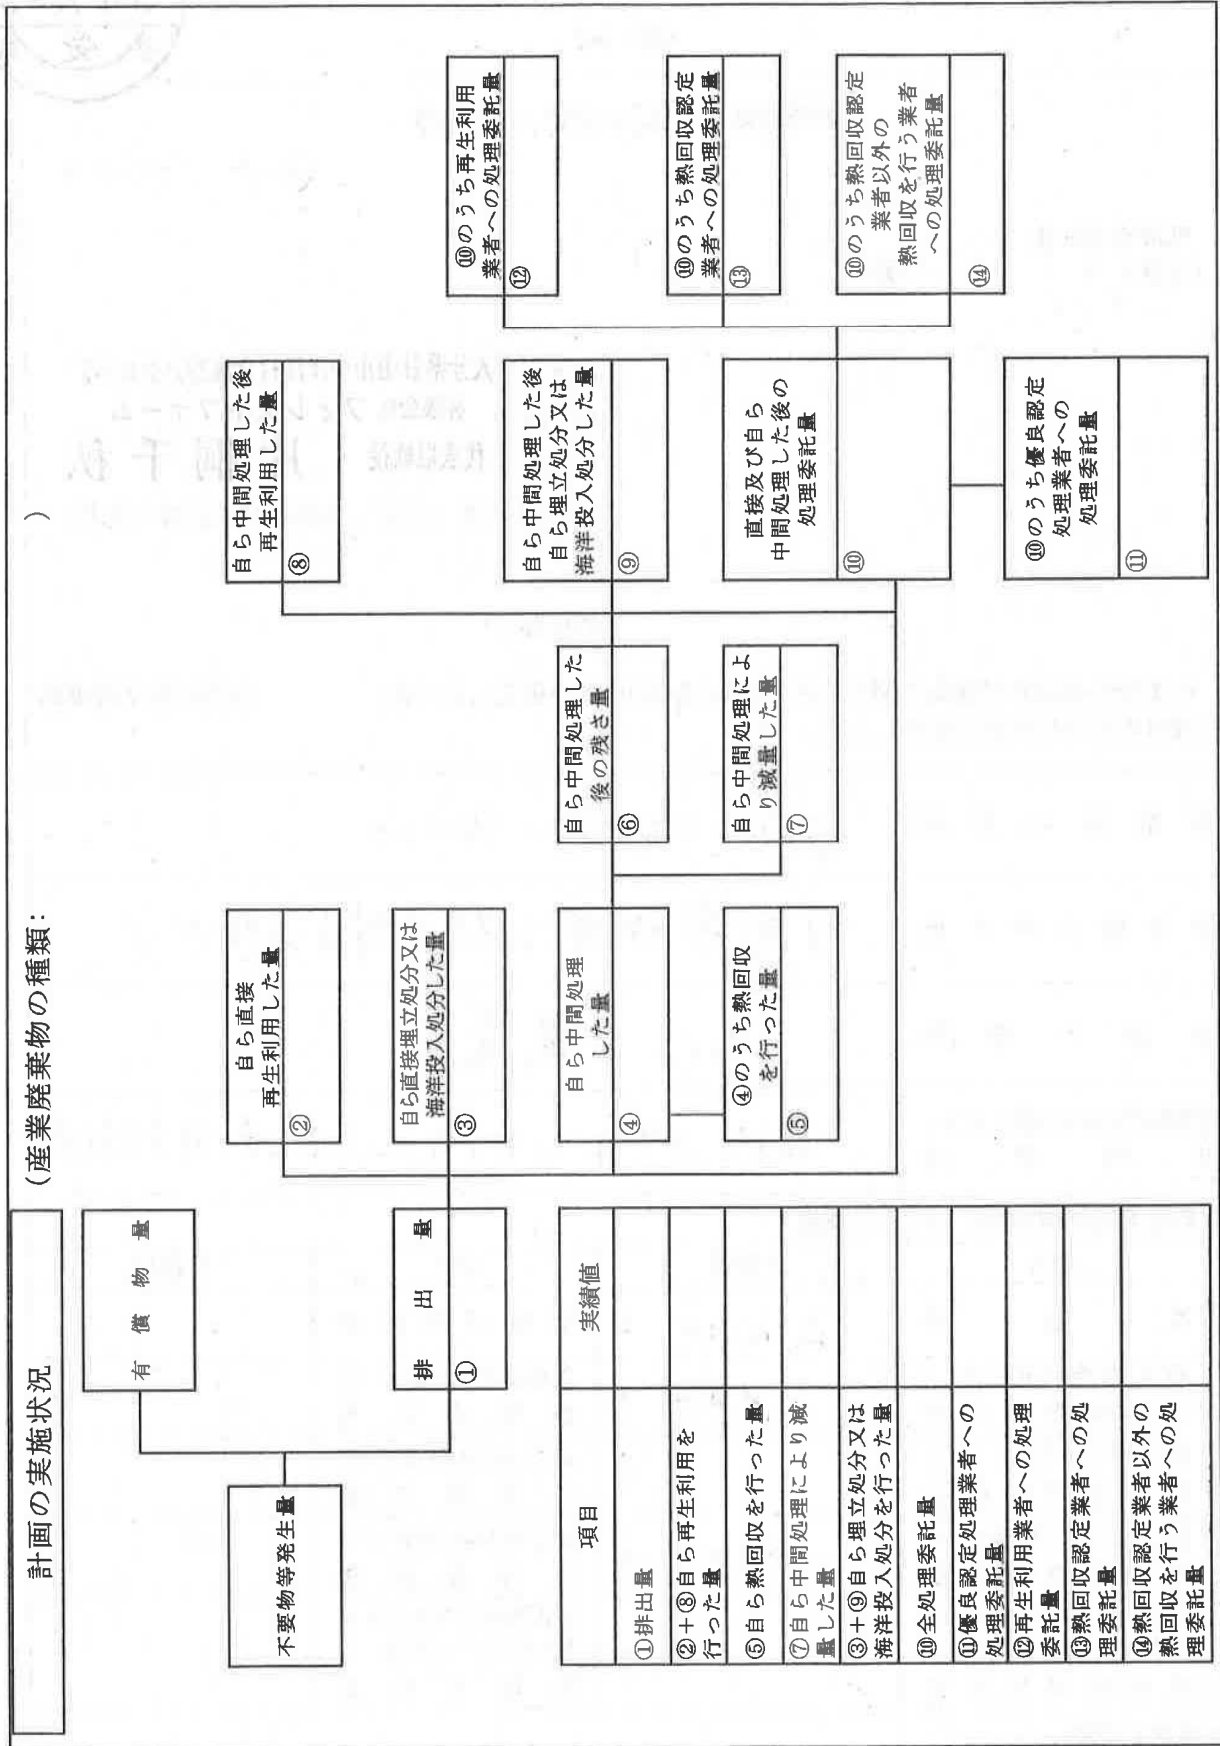 計画の実施状況
(産業廃棄物の種類:
)
不要物等発生量
有償物量
排出量
①
自ら直接
再生利用した量
②
自ら直接埋立処分又は
海洋投入処分した量
③
自ら中間処理
した量
④
④のうち熱回収
を行った量
⑤
自ら中間処理した
後の残さ量
⑥
自ら中間処理によ
り減量した量
⑦
自ら中間処理した後
再生利用した量
⑧
自ら中間処理した後
自ら埋立処分又は
海洋投入処分した量
⑨
直接及び自ら
中間処理した後の
処理委託量
⑩
⑩のうち優良認定
処理業者への
処理委託量
⑪
⑩のうち再生利用
業者への処理委託量
⑫
⑩のうち熱回収認定
業者への処理委託量
⑬
⑩のうち熱回収認定
業者以外の
熱回収を行う業者
への処理委託量
⑭
項目
実績値
①排出量
②+⑧自ら再生利用を
行った量
⑤自ら熱回収を行った量
⑦自ら中間処理により減
量した量
③+⑨自ら埋立処分又は
海洋投入処分を行った量
⑩全処理委託量
⑪優良認定処理業者への
処理委託量
⑫再生利用業者への処理
委託量
⑬熱回収認定業者への処
理委託量
⑭熱回収認定業者以外の
熱回収を行う業者への処
理委託量